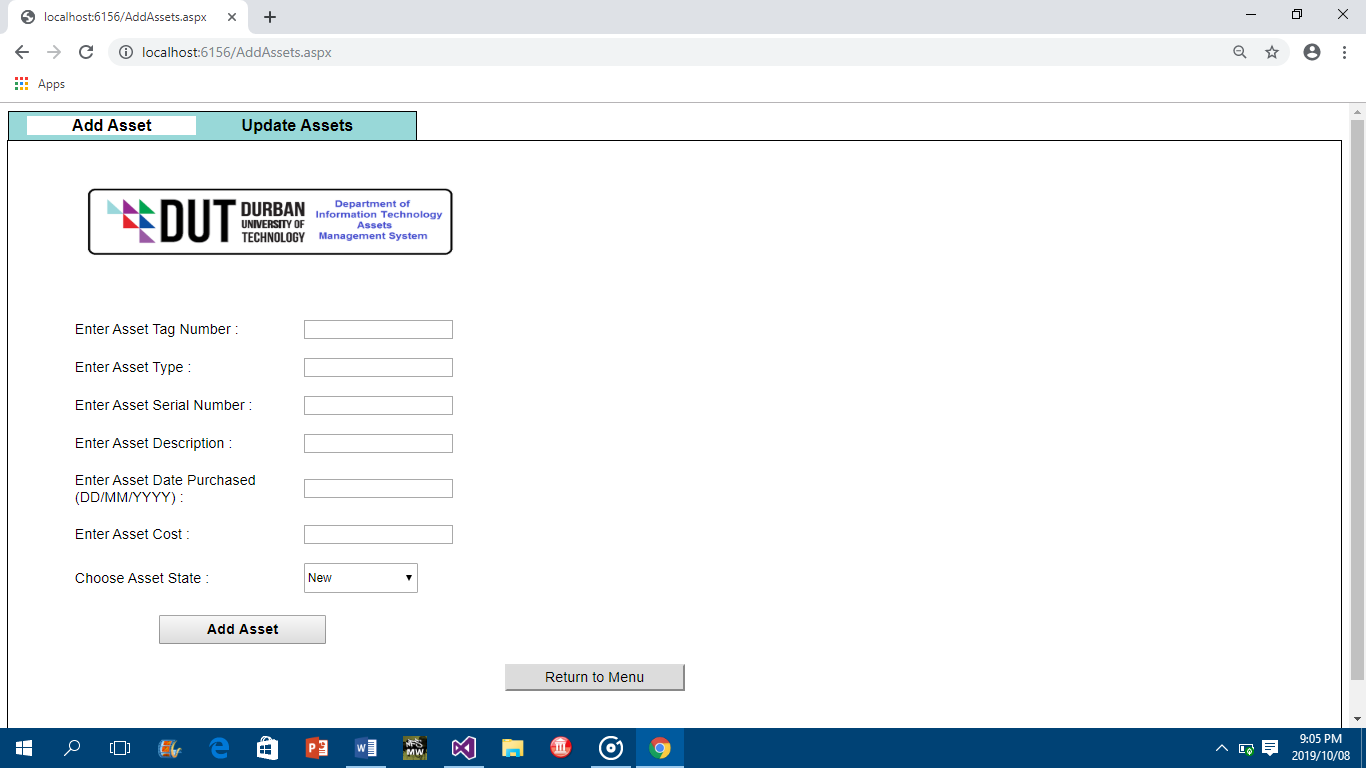 localhost:6156/AddAssets.aspx
localhost:6156/AddAssets.aspx
Apps
Add Asset Update Assets
DUT
DURBAN
UNIVERSITY OF
TECHNOLOGY
Department of
Information Technology
Assets
Management System
Enter Asset Tag Number :
Enter Asset Type :
Enter Asset Serial Number :
Enter Asset Description :
Enter Asset Date Purchased
(DD/MM/YYYY) :
Enter Asset Cost :
Choose Asset State : New
Add Asset
Return to Menu
MW
9:05 PM
2019/10/08